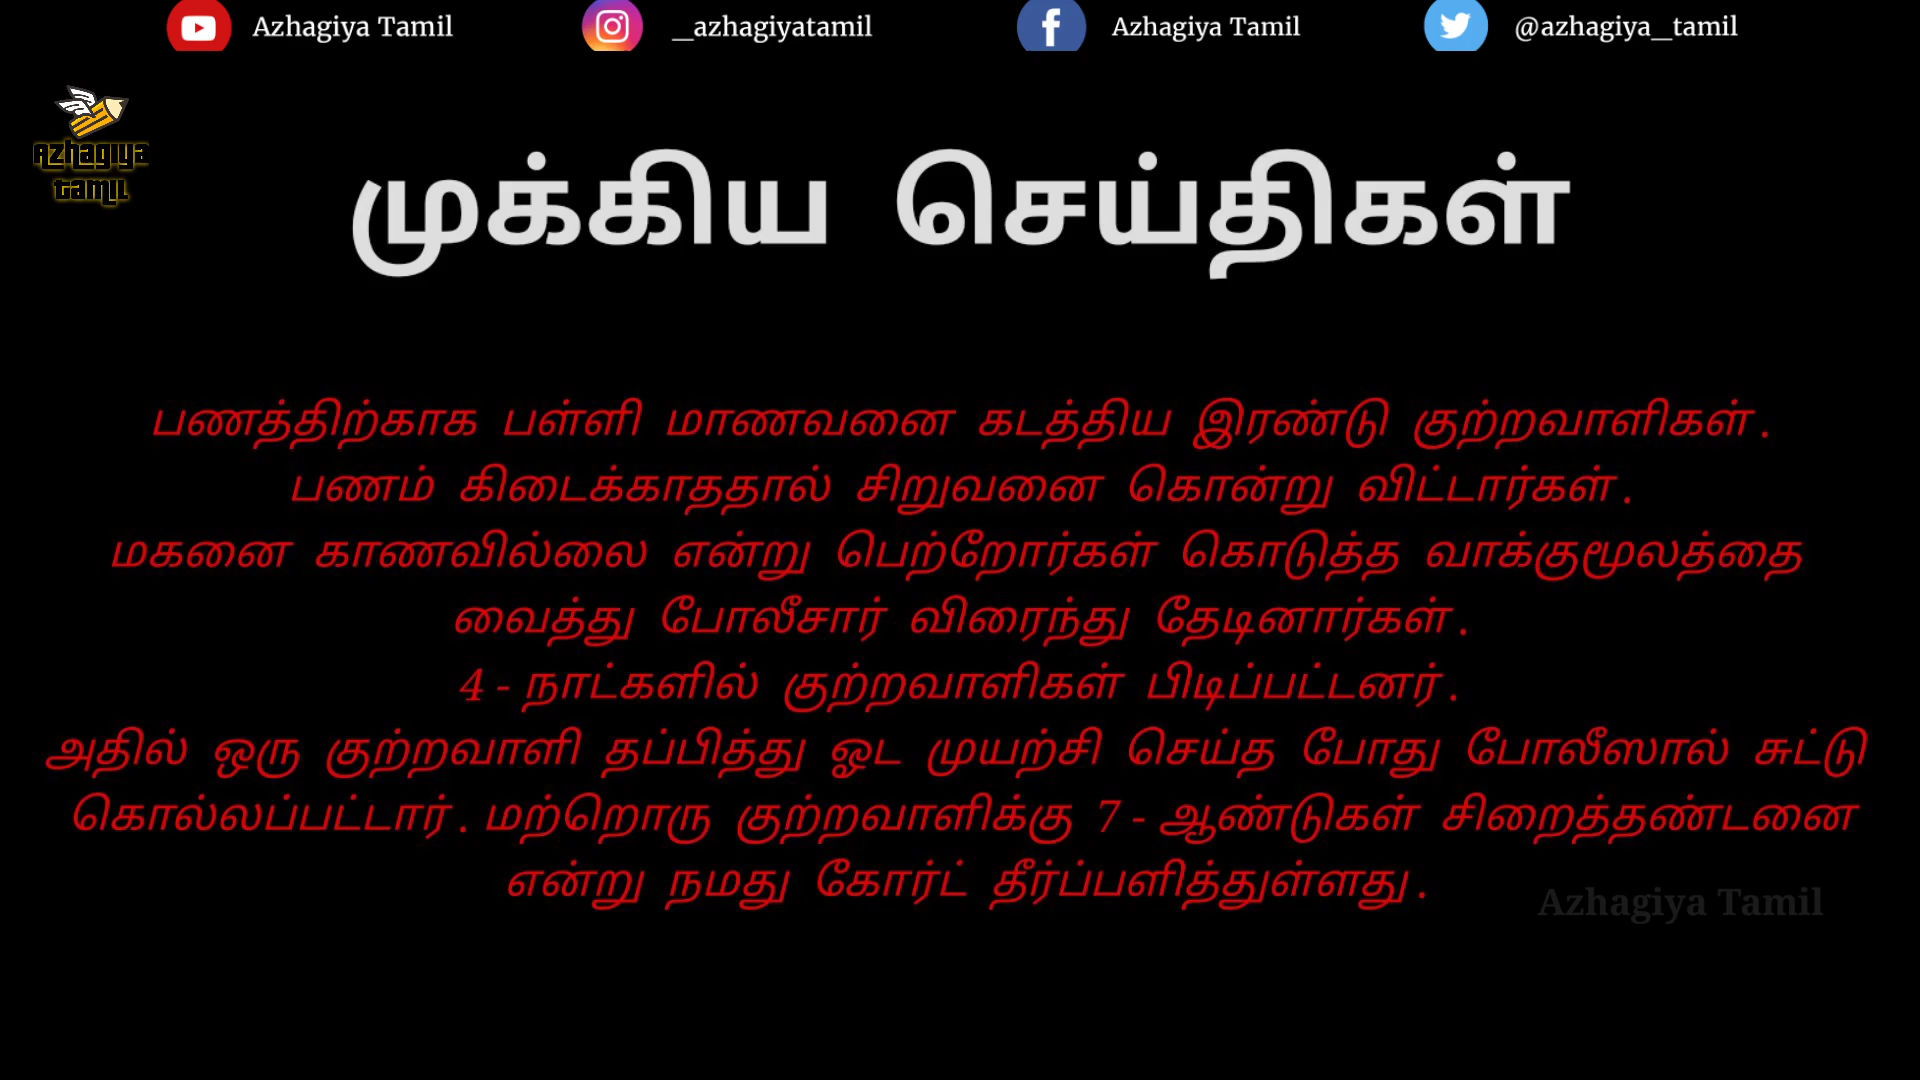 Azhagiya Tamil
_azhagiyatamil
Azhagiya Tamil
@azhagiya_tamil
Azhagiya
Tamil
முக்கிய செய்திகள்
பணத்திற்காக பள்ளி மாணவனை கடத்திய இரண்டு குற்றவாளிகள்.
பணம் கிடைக்காததால் சிறுவனை கொன்று விட்டார்கள்.
மகனை காணவில்லை என்று பெற்றோர்கள் கொடுத்த வாக்குமூலத்தை
வைத்து போலீசார் விரைந்து தேடினார்கள்.
4 - நாட்களில் குற்றவாளிகள் பிடிப்பட்டனர்.
அதில் ஒரு குற்றவாளி தப்பித்து ஓட முயற்சி செய்த போது போலீஸால் சுட்டு
கொல்லப்பட்டார். மற்றொரு குற்றவாளிக்கு 7 - ஆண்டுகள் சிறைத்தண்டனை
என்று நமது கோர்ட் தீர்ப்பளித்துள்ளது.
Azhagiya Tamil